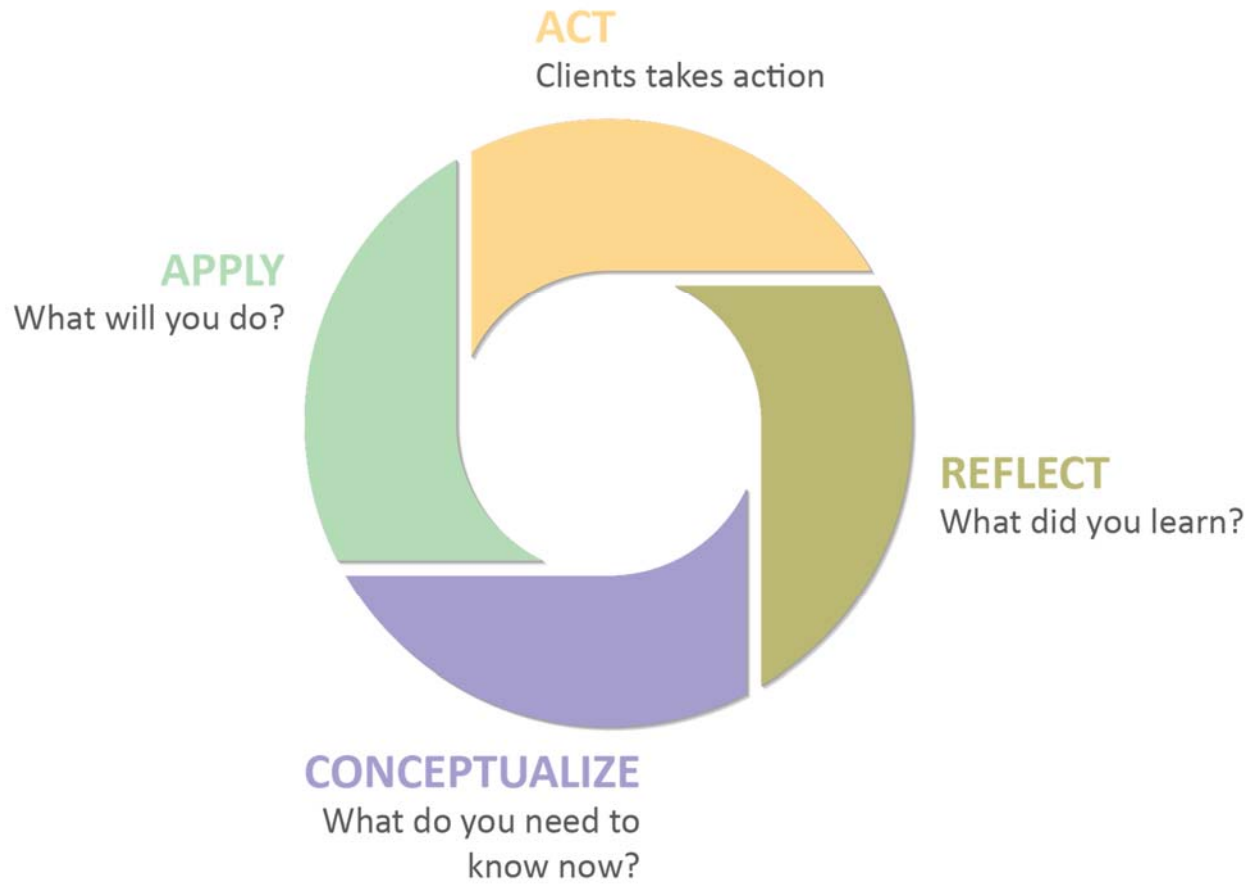 ACT
Clients takes action
APPLY
What will you do?
REFLECT
What did you learn?
CONCEPTUALIZE
What do you need to
know now?